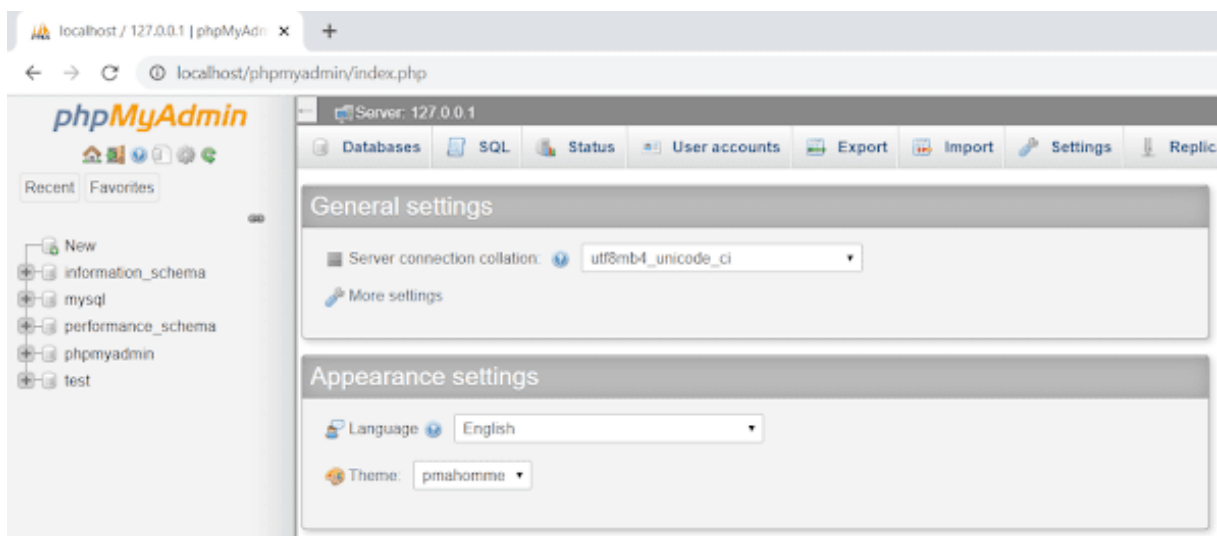 localhost / 127.0.0.1 | phpMyAdm
localhost/phpmyadmin/index.php
phpMyAdmin
Recent Favorites
New
information_schema
mysql
performance_schema
phpmyadmin
test
Server: 127.0.0.1
Databases SQL Status User accounts Export Import Settings Replic
General settings
Server connection collation: utf8mb4_unicode_ci
More settings
Appearance settings
Language English
Theme: pmahomme